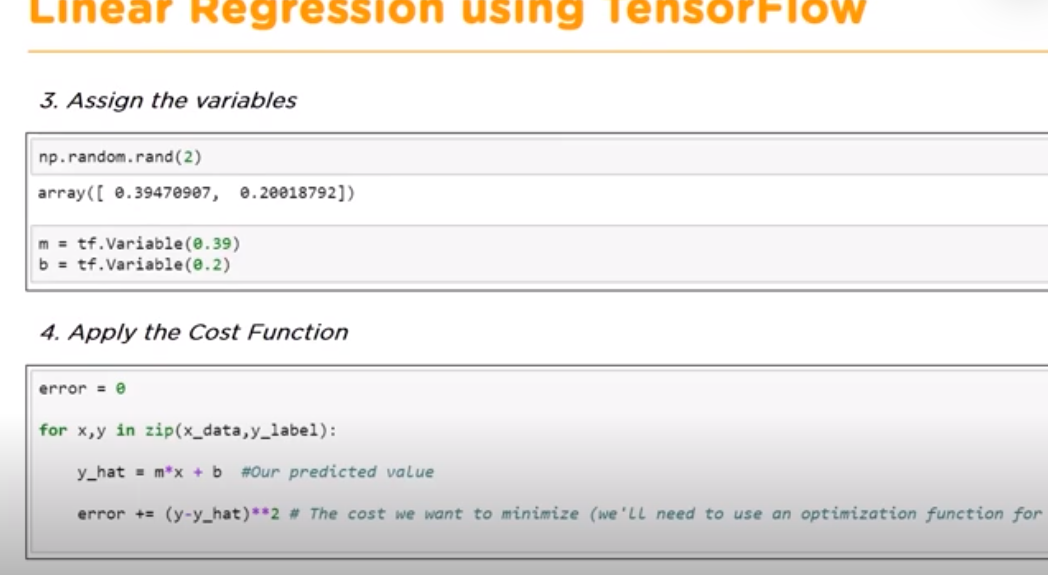 Linear Regression using TensorFlow
3. Assign the variables
np.random.rand(2)
array([ 0.39470907,  0.20018792])
m = tf.Variable(0.39)
b = tf.Variable(0.2)
4. Apply the Cost Function
error = 0
for x,y in zip(x_data,y_label):
y_hat = m*x + b  #Our predicted value
error += (y-y_hat)**2 # The cost we want to minimize (we'll need to use an optimization function for